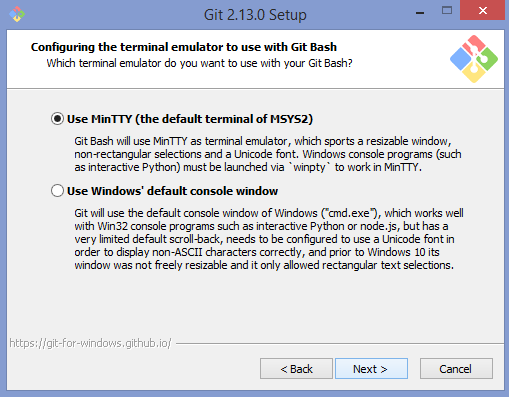 Git 2.13.0 Setup
Configuring the terminal emulator to use with Git Bash
Which terminal emulator do you want to use with your Git Bash?
Use MinTTY (the default terminal of MSYS2)
Git Bash will use MinTTY as terminal emulator, which sports a resizable window,
non-rectangular selections and a Unicode font. Windows console programs (such
as interactive Python) must be launched via `winpty` to work in MinTTY.
Use Windows' default console window
Git will use the default console window of Windows ("cmd.exe"), which works well
with Win32 console programs such as interactive Python or node.js, but has a
very limited default scroll-back, needs to be configured to use a Unicode font in
order to display non-ASCII characters correctly, and prior to Windows 10 its
window was not freely resizable and it only allowed rectangular text selections.
https://git-for-windows.github.io/
< Back
Next >
Cancel